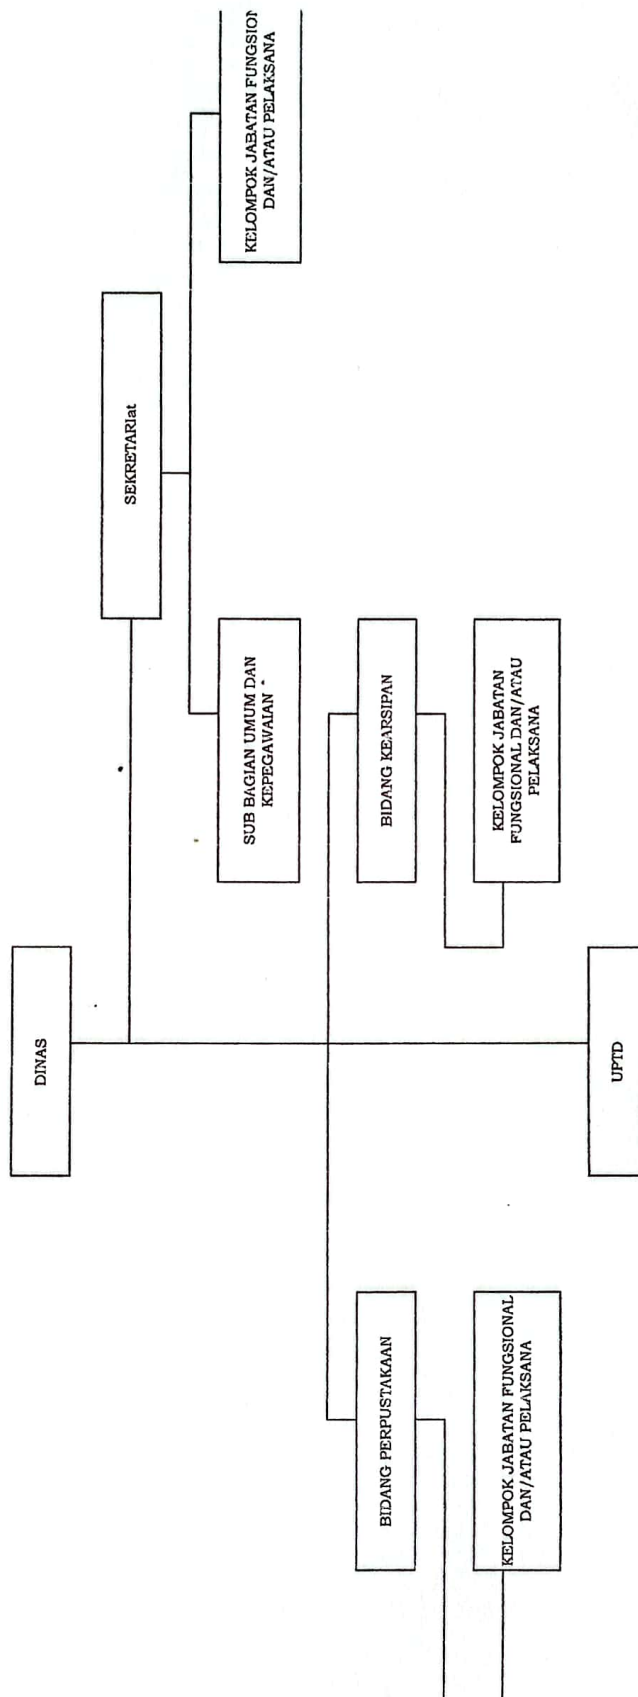 DINAS
SEKRETARIat
SUB BAGIAN UMUM DAN
KEPEGAWAIAN
KELOMPOK JABATAN FUNGSION
DAN/ATAU PELAKSANA
BIDANG PERPUSTAKAAN
BIDANG KEARSIPAN
KELOMPOK JABATAN FUNGSIONAL
DAN/ATAU PELAKSANA
KELOMPOK JABATAN
FUNGSIONAL DAN/ATAU
PELAKSANA
UPTD